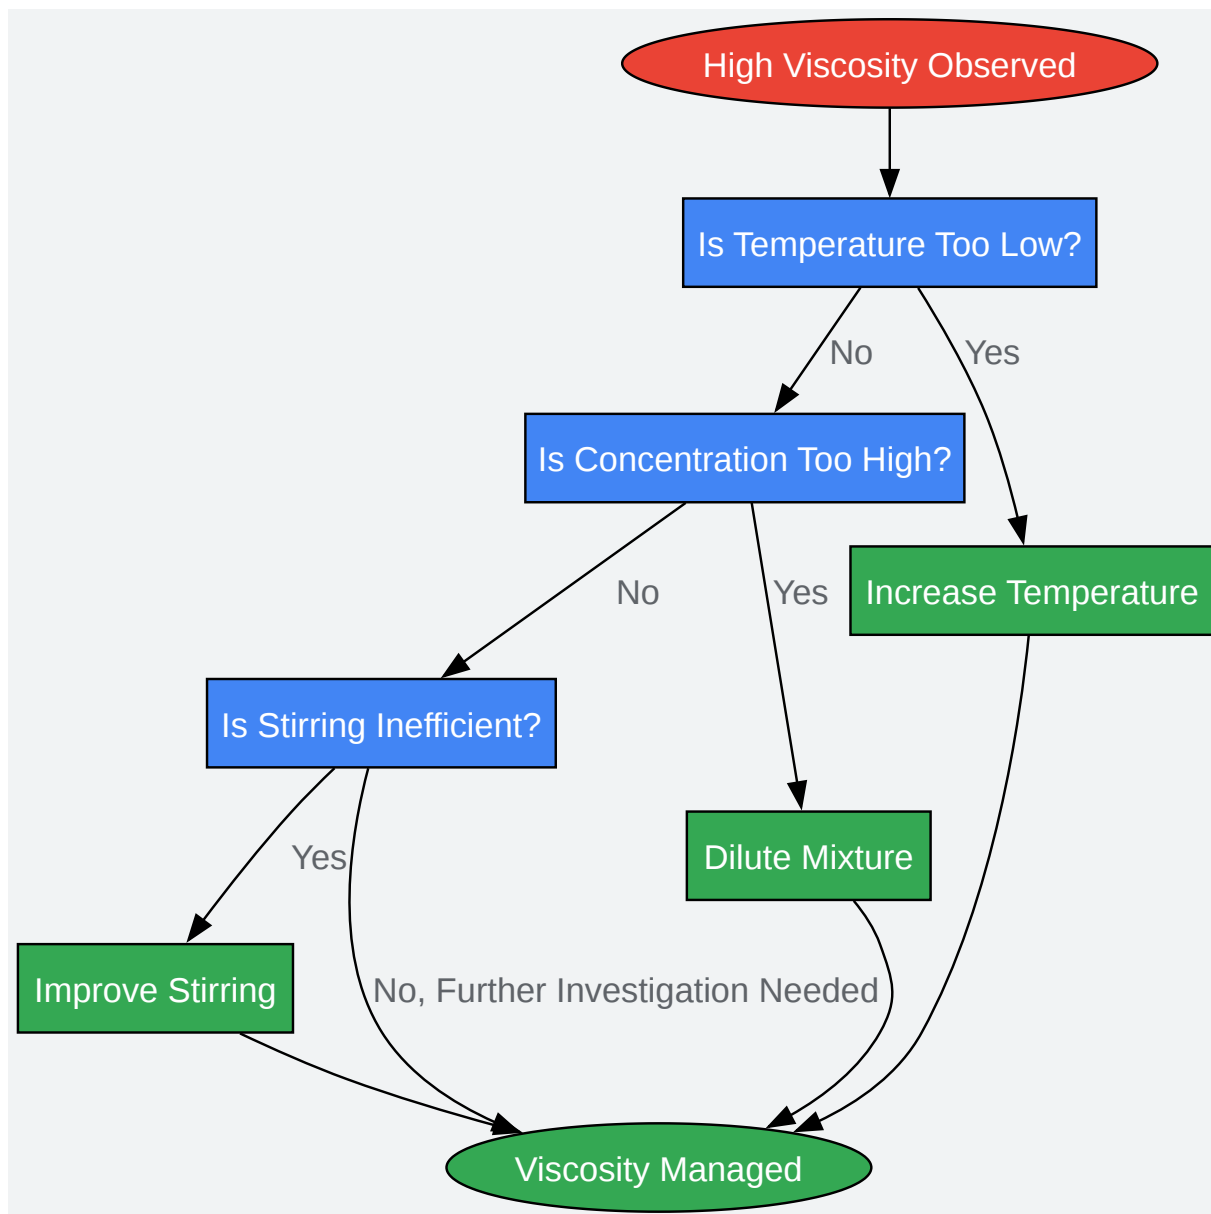 High Viscosity Observed
Is Temperature Too Low?
No
Yes
Is Concentration Too High?
No
Yes
Increase Temperature
Is Stirring Inefficient?
Yes
Dilute Mixture
Improve Stirring
No, Further Investigation Needed
Viscosity Managed